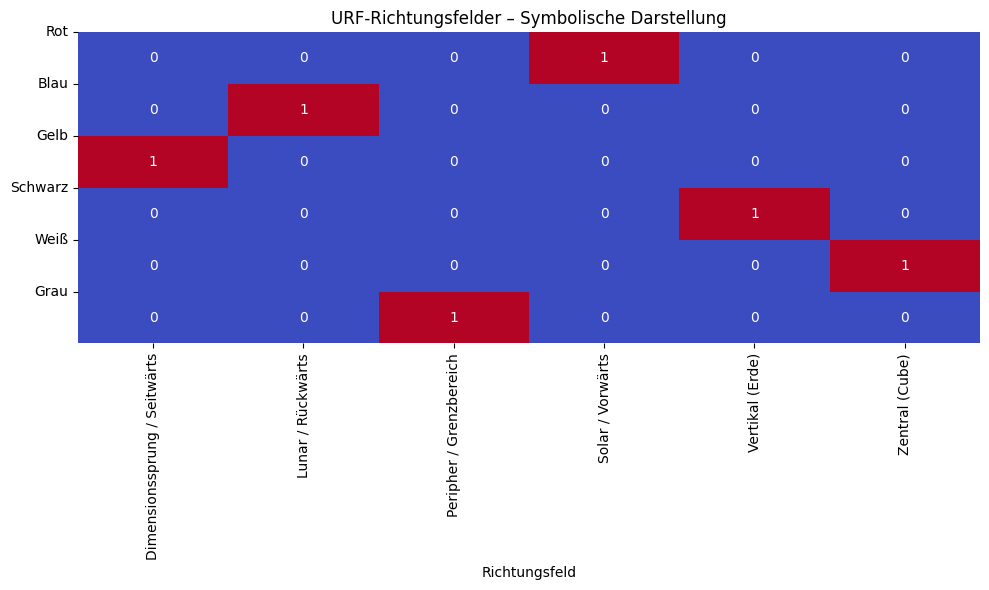 URF-Richtungsfelder – Symbolische Darstellung
Rot
0 0 0 1 0 0
Blau
0 1 0 0 0 0
Gelb
1 0 0 0 0 0
Schwarz
0 0 0 0 1 0
Weiß
0 0 0 0 0 1
Grau
0 0 1 0 0 0
Dimensionssprung / Seitwärts
Lunar / Rückwärts
Peripher / Grenzbereich
Solar / Vorwärts
Vertikal (Erde)
Zentral (Cube)
Richtungsfeld